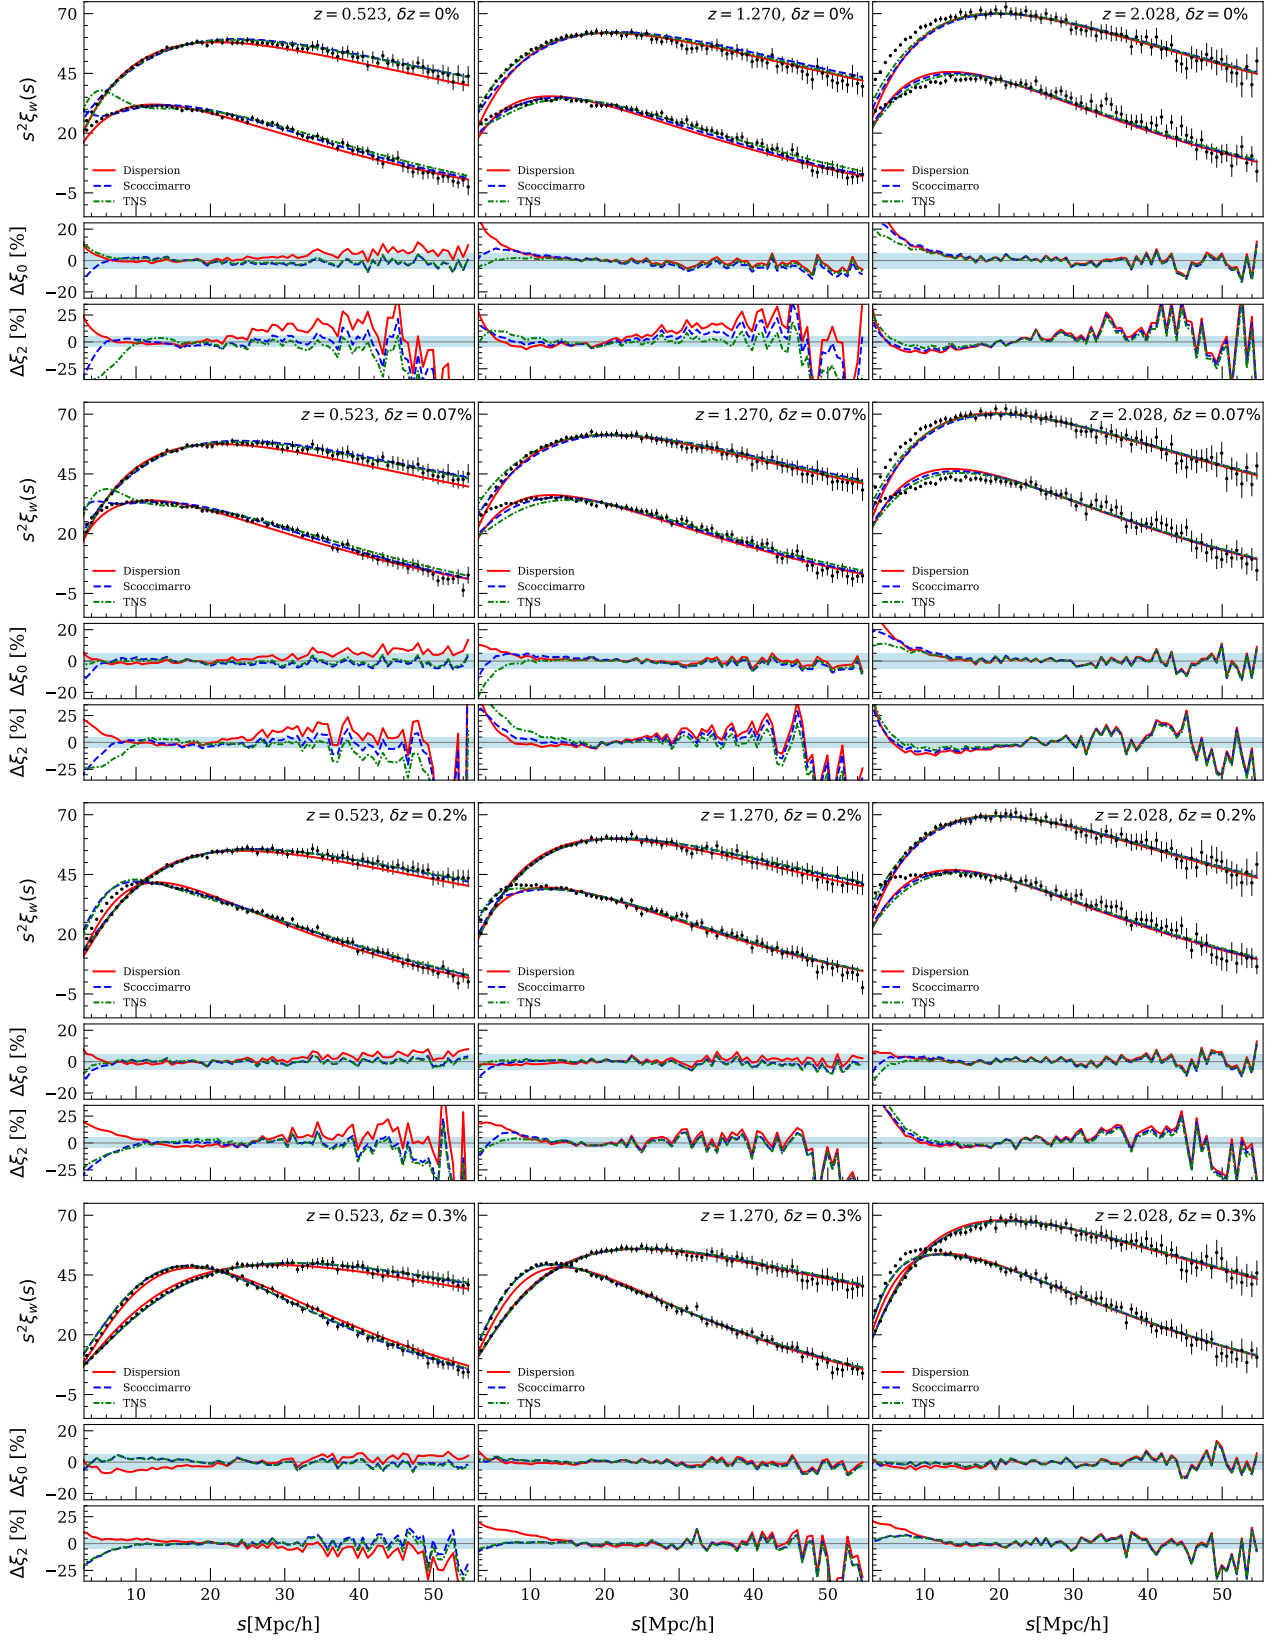 z = 0.523, δz = 0%
z = 1.270, δz = 0%
z = 2.028, δz = 0%
70
45
20
−5
s²ξ_w(s)
Dispersion
Scoccimarro
TNS
Dispersion
Scoccimarro
TNS
Dispersion
Scoccimarro
TNS
20
0
−20
Δξ₀ [%]
25
0
−25
Δξ₂ [%]
z = 0.523, δz = 0.07%
z = 1.270, δz = 0.07%
z = 2.028, δz = 0.07%
70
45
20
−5
s²ξ_w(s)
Dispersion
Scoccimarro
TNS
Dispersion
Scoccimarro
TNS
Dispersion
Scoccimarro
TNS
20
0
−20
Δξ₀ [%]
25
0
−25
Δξ₂ [%]
z = 0.523, δz = 0.2%
z = 1.270, δz = 0.2%
z = 2.028, δz = 0.2%
70
45
20
−5
s²ξ_w(s)
Dispersion
Scoccimarro
TNS
Dispersion
Scoccimarro
TNS
Dispersion
Scoccimarro
TNS
20
0
−20
Δξ₀ [%]
25
0
−25
Δξ₂ [%]
z = 0.523, δz = 0.3%
z = 1.270, δz = 0.3%
z = 2.028, δz = 0.3%
70
45
20
−5
s²ξ_w(s)
Dispersion
Scoccimarro
TNS
Dispersion
Scoccimarro
TNS
Dispersion
Scoccimarro
TNS
20
0
−20
Δξ₀ [%]
25
0
−25
Δξ₂ [%]
10 20 30 40 50
10 20 30 40 50
10 20 30 40 50
s[Mpc/h]
s[Mpc/h]
s[Mpc/h]